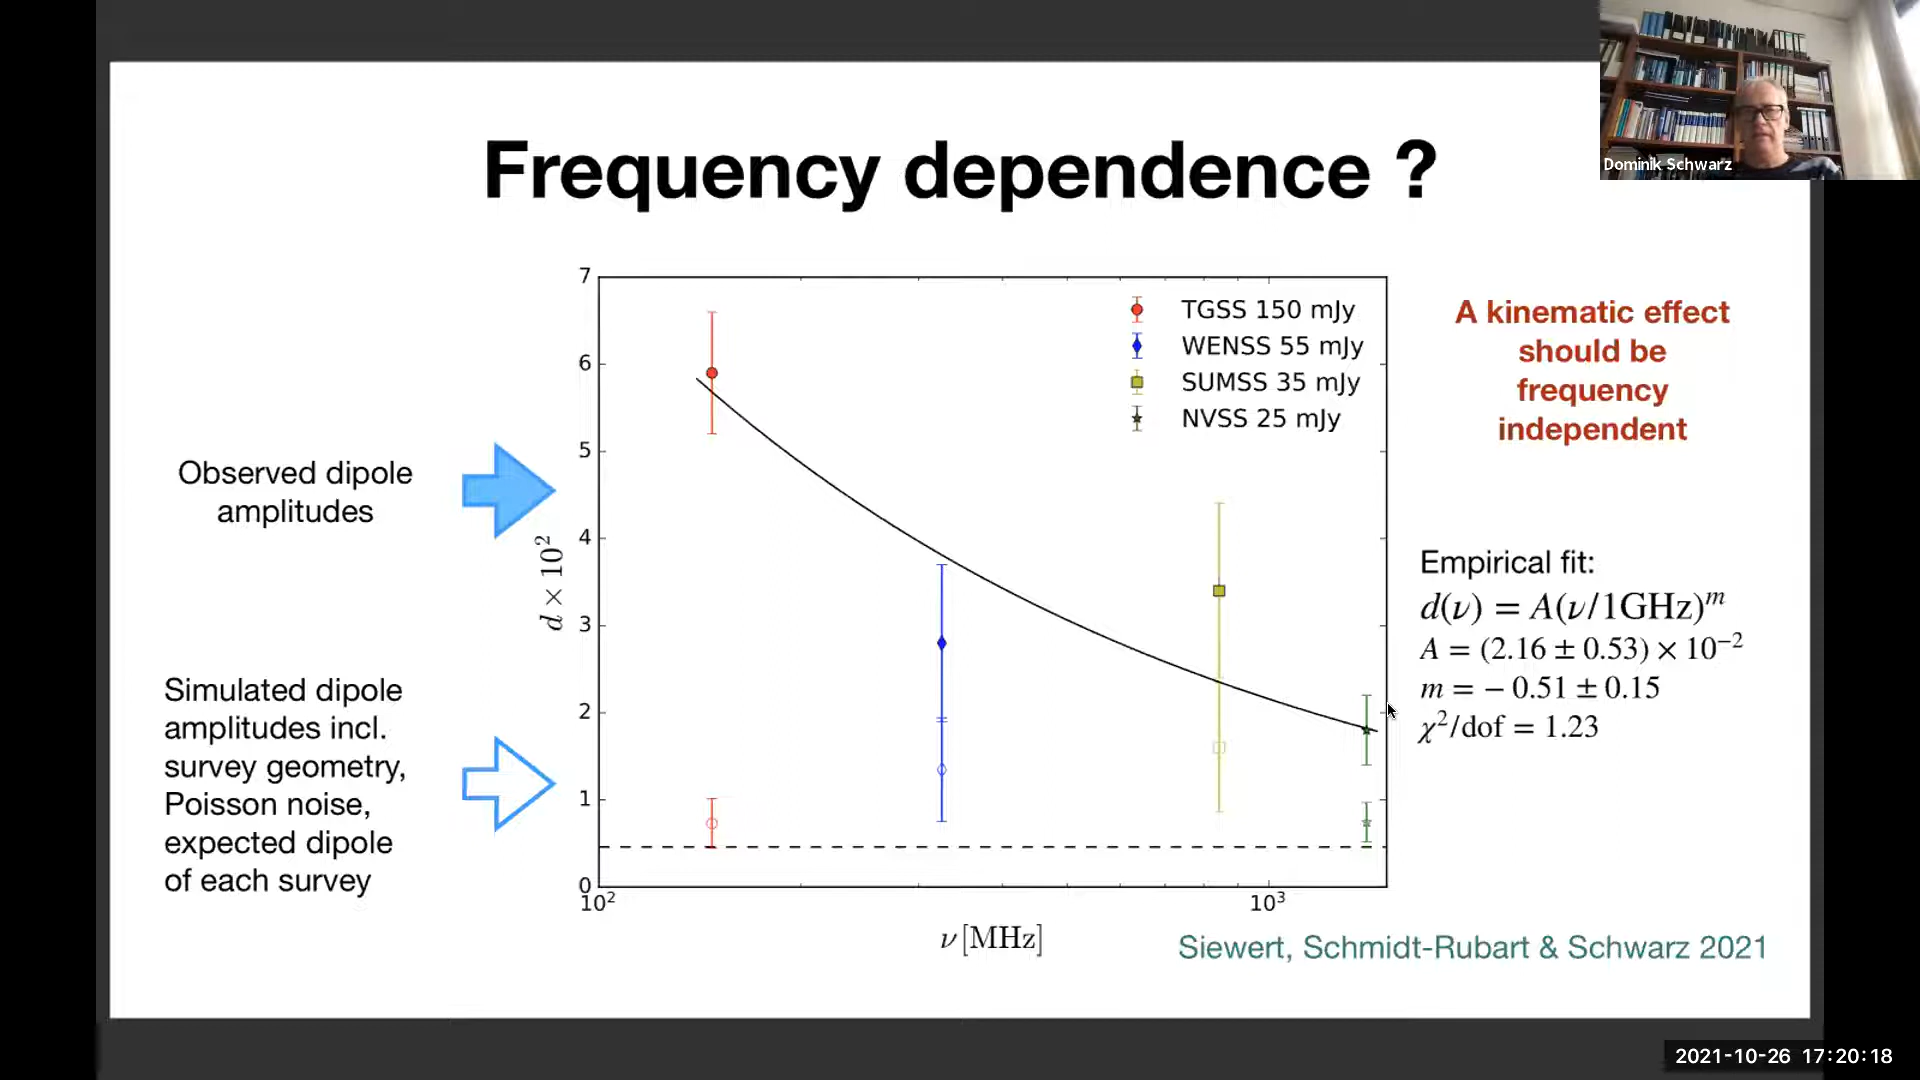 Frequency dependence ?
Dominik Schwarz
Observed dipole
amplitudes
Simulated dipole
amplitudes incl.
survey geometry,
Poisson noise,
expected dipole
of each survey
d × 10²
7
6
5
4
3
2
1
0
10²
10³
ν [MHz]
TGSS 150 mJy
WENSS 55 mJy
SUMSS 35 mJy
NVSS 25 mJy
A kinematic effect
should be
frequency
independent
Empirical fit:
d(ν) = A(ν/1GHz)ᵐ
A = (2.16 ± 0.53) × 10⁻²
m = − 0.51 ± 0.15
χ²/dof = 1.23
Siewert, Schmidt-Rubart & Schwarz 2021
2021-10-26 17:20:18